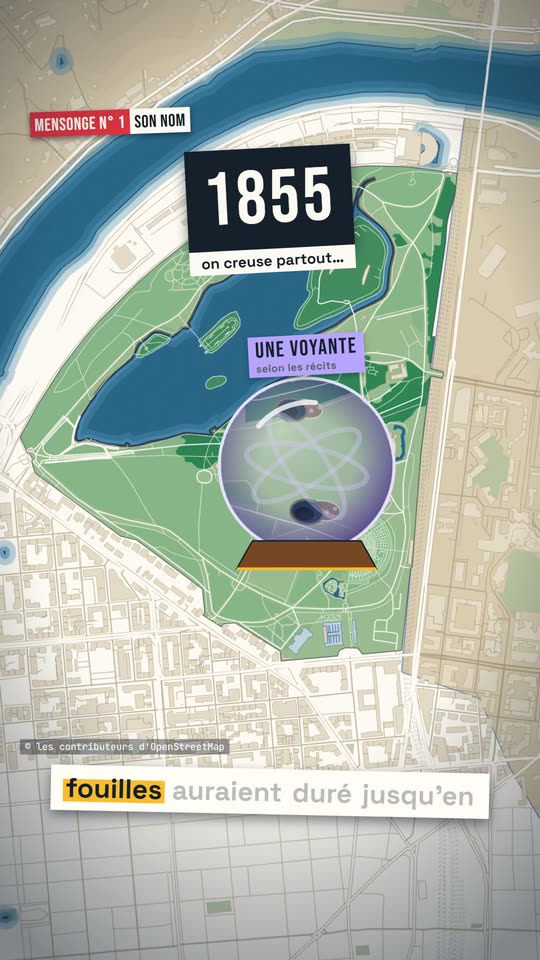 MENSONGE N° 1 SON NOM
1855
on creuse partout...
UNE VOYANTE
selon les récits
© les contributeurs d'OpenStreetMap
fouilles auraient duré jusqu'en